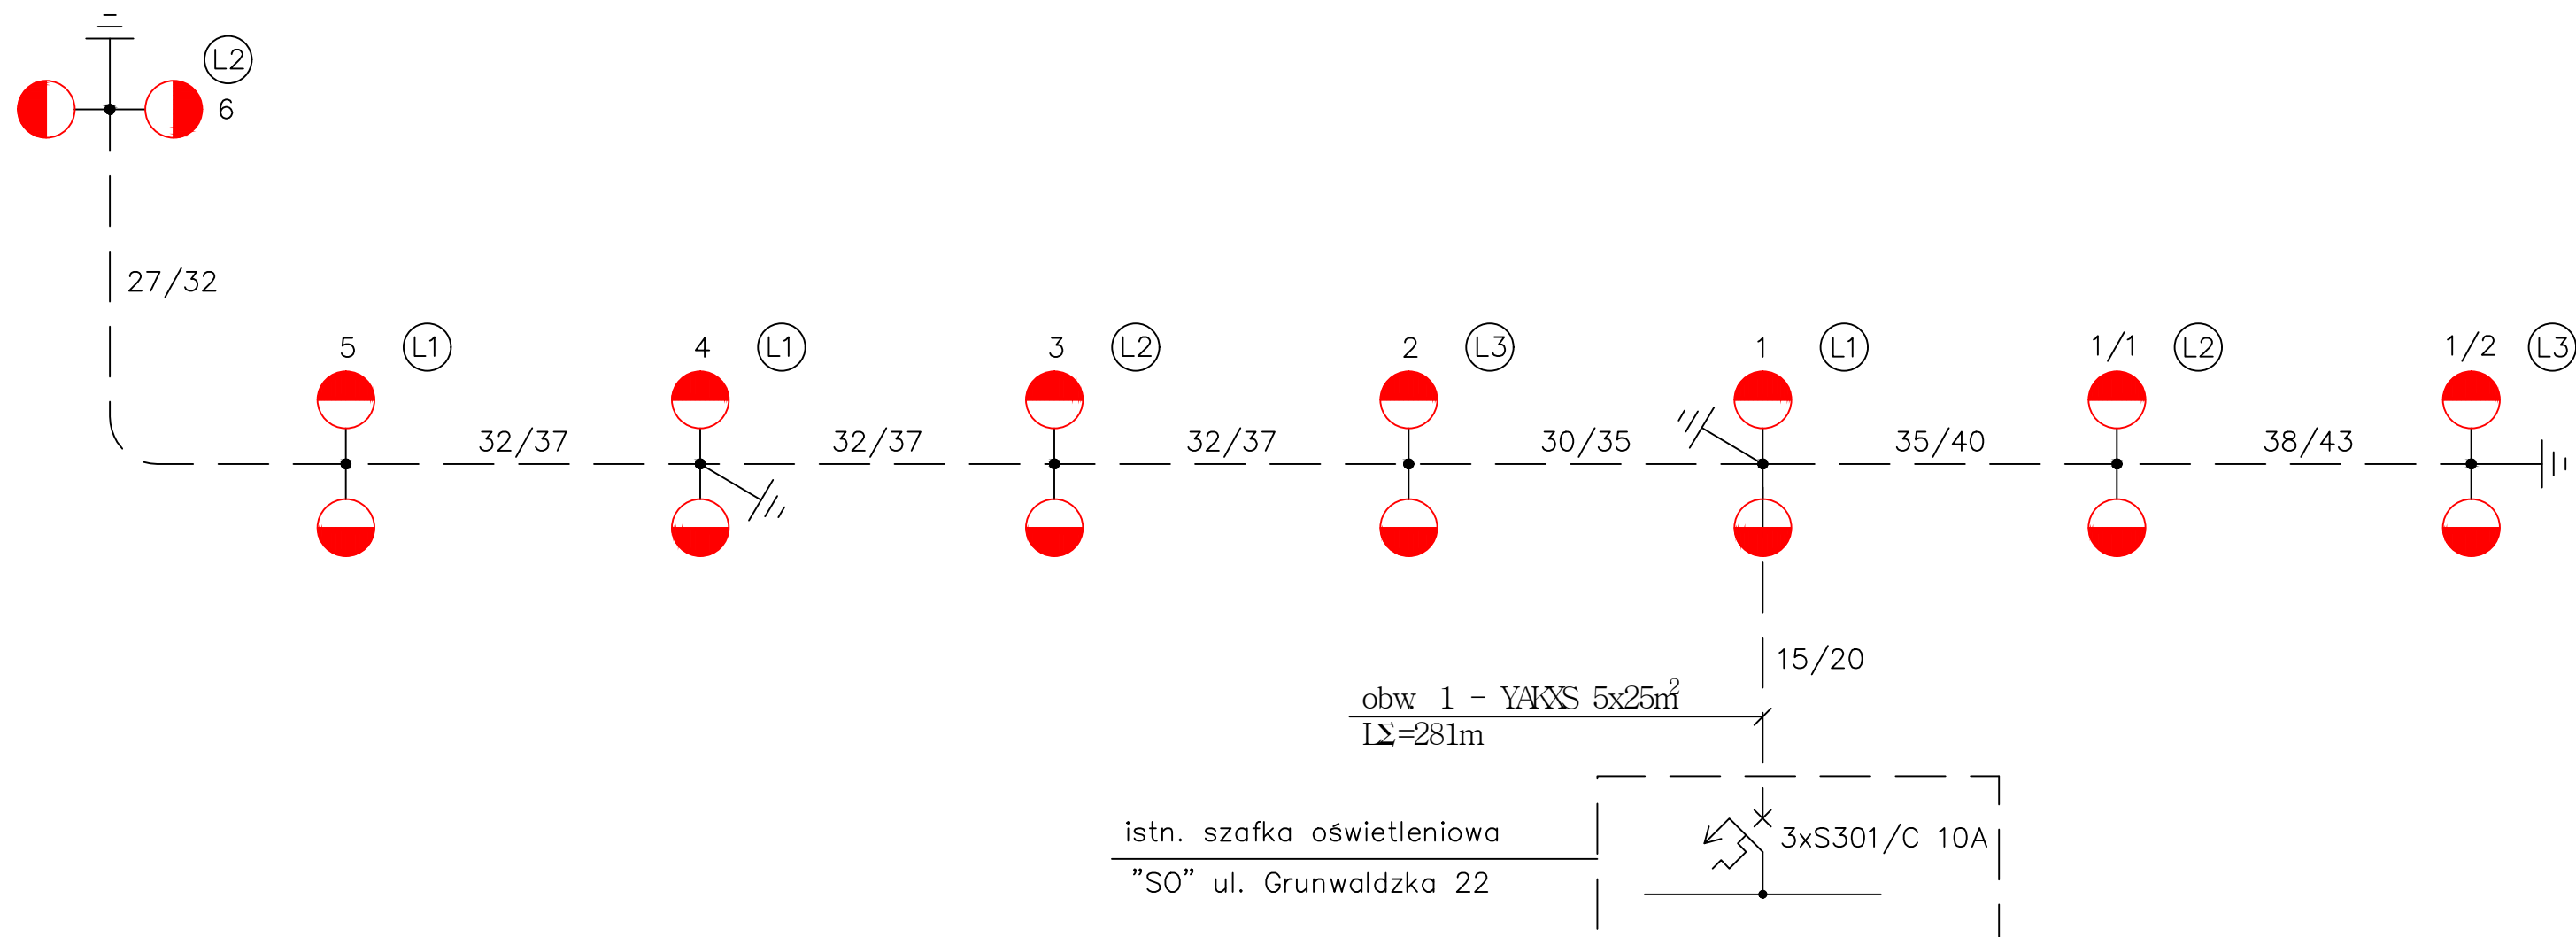 L2
6
27/32
5 L1 4 L1 3 L2 2 L3 1 L1 1/1 L2 1/2 L3
32/37 32/37 32/37 30/35 35/40 38/43
15/20
obw. 1 - YAKXS 5x25m²
LΣ=281m
istn. szafka oświetleniowa
3xS301/C 10A
"SO" ul. Grunwaldzka 22